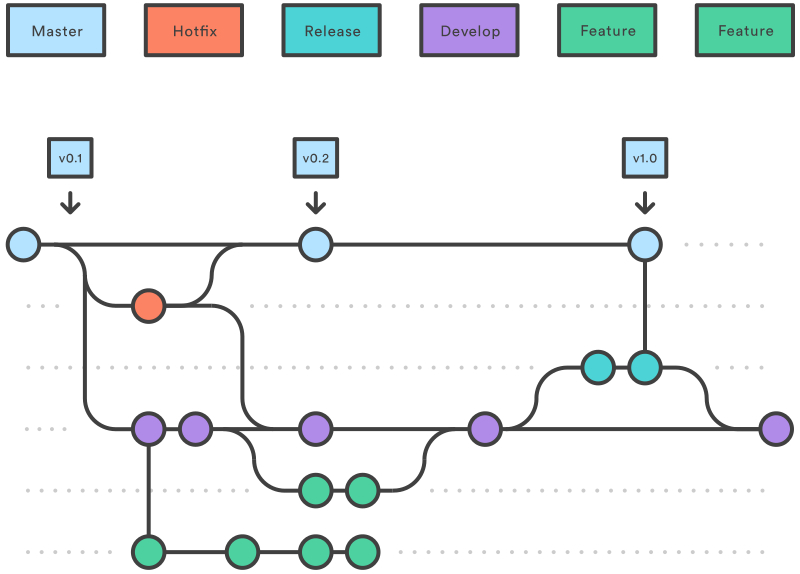 Master
Hotfix
Release
Develop
Feature
Feature
v0.1
v0.2
v1.0